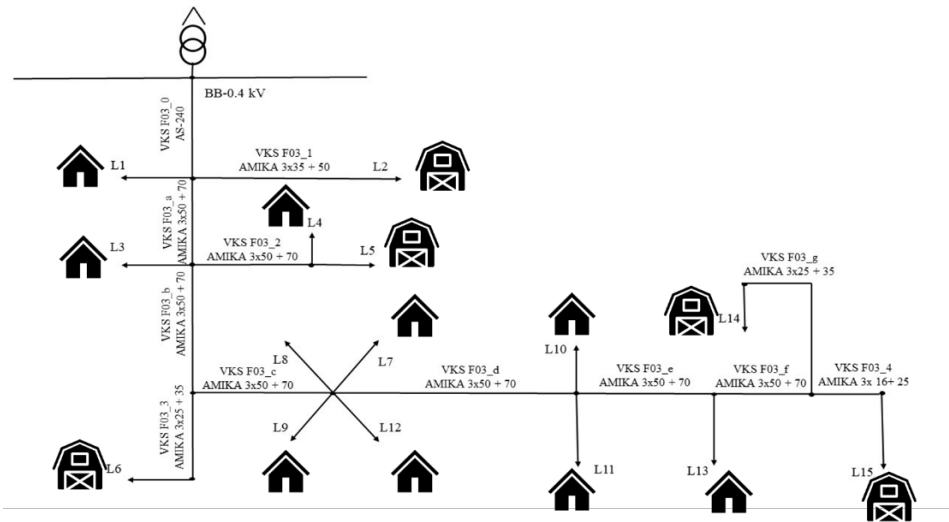 BB-0.4 kV
VKS F03_0
AS-240
VKS F03_1
AMIKA 3x35 + 50
L1
L2
VKS F03_a
AMIKA 3x50 + 70
L4
L3
VKS F03_2
AMIKA 3x50 + 70
L5
VKS F03_b
AMIKA 3x50 + 70
VKS F03_g
AMIKA 3x25 + 35
L14
L8
L7
L10
VKS F03_c
AMIKA 3x50 + 70
VKS F03_d
AMIKA 3x50 + 70
VKS F03_e
AMIKA 3x50 + 70
VKS F03_f
AMIKA 3x50 + 70
VKS F03_4
AMIKA 3x 16+ 25
VKS F03_3
AMIKA 3x25 + 35
L9
L12
L6
L11
L13
L15